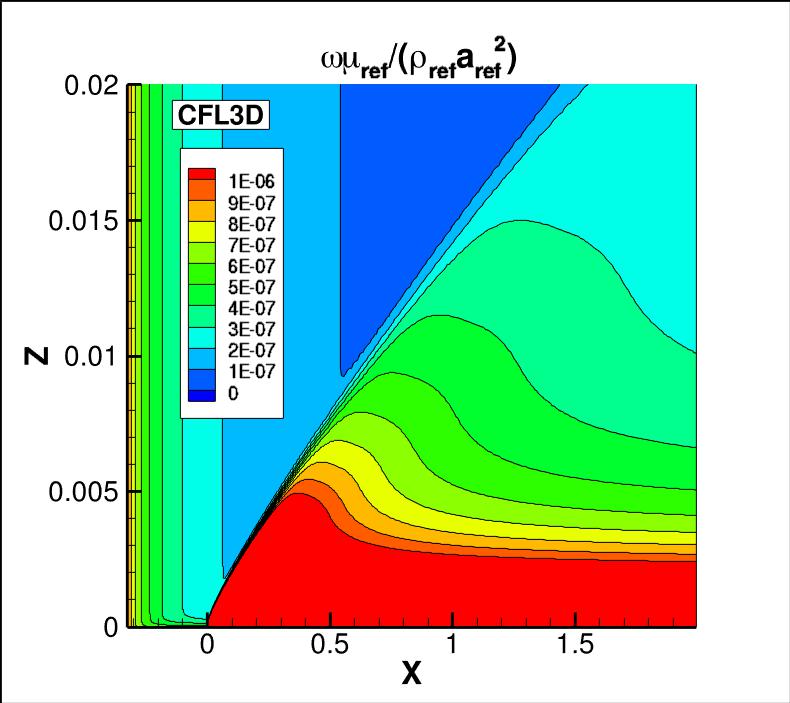 ωμref/(ρrefaref²)
0.02
CFL3D
1E-06
9E-07
8E-07
7E-07
6E-07
5E-07
4E-07
3E-07
2E-07
1E-07
0
0.015
Z
0.01
0.005
0
0 0.5 1 1.5
X